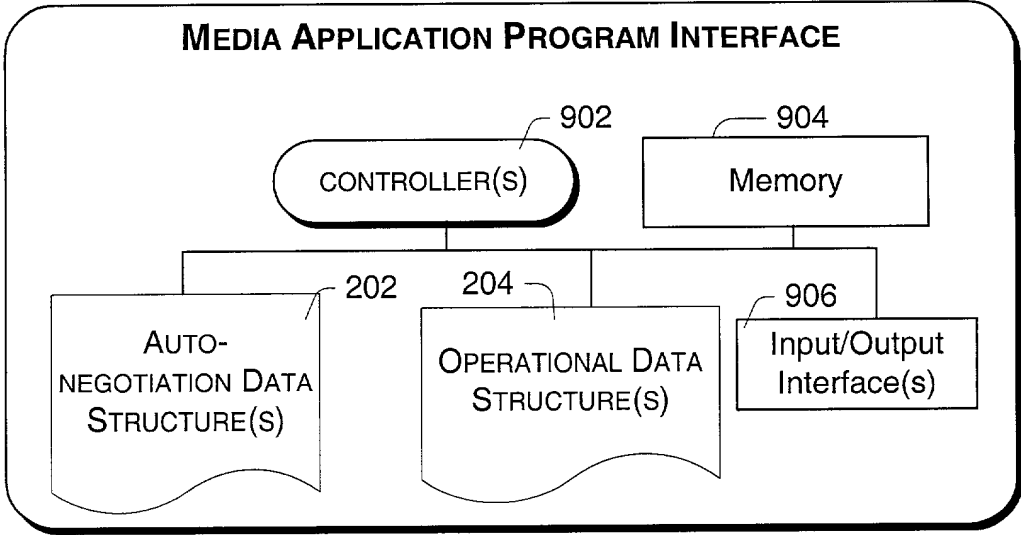 MEDIA APPLICATION PROGRAM INTERFACE
902
CONTROLLER(S)
904
Memory
202
AUTO-
NEGOTIATION DATA
STRUCTURE(S)
204
OPERATIONAL DATA
STRUCTURE(S)
906
Input/Output
Interface(s)